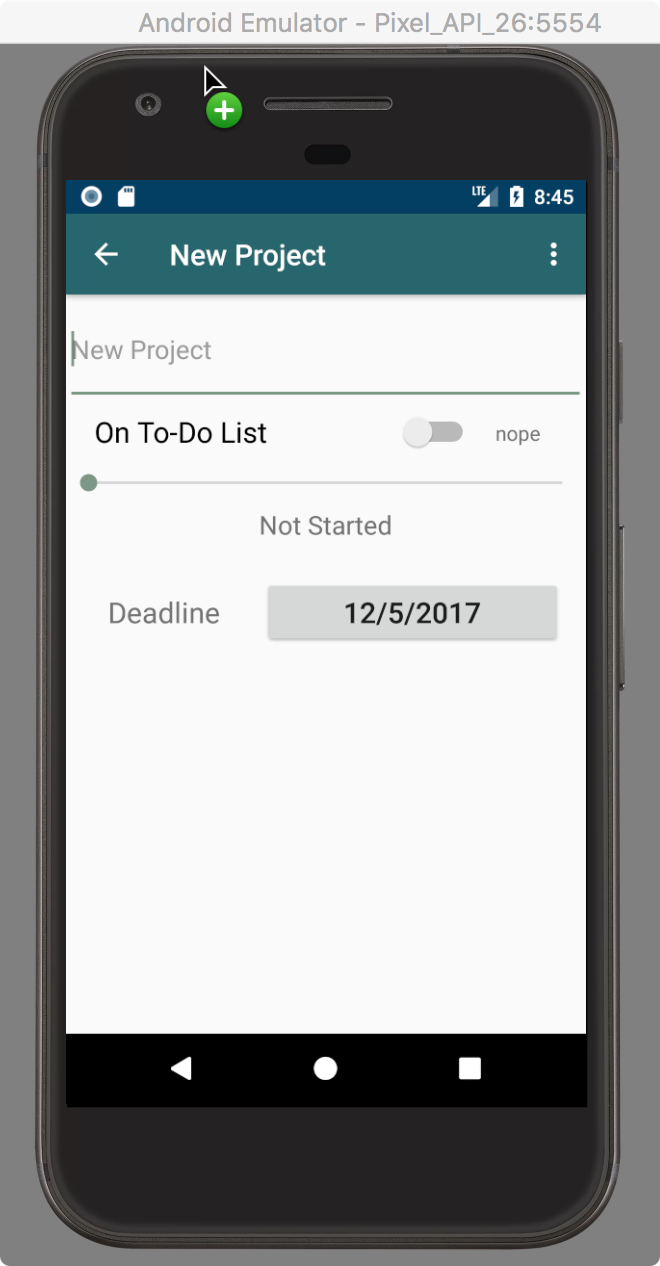 Android Emulator - Pixel_API_26:5554
LTE 8:45
New Project
New Project
On To-Do List nope
Not Started
Deadline 12/5/2017